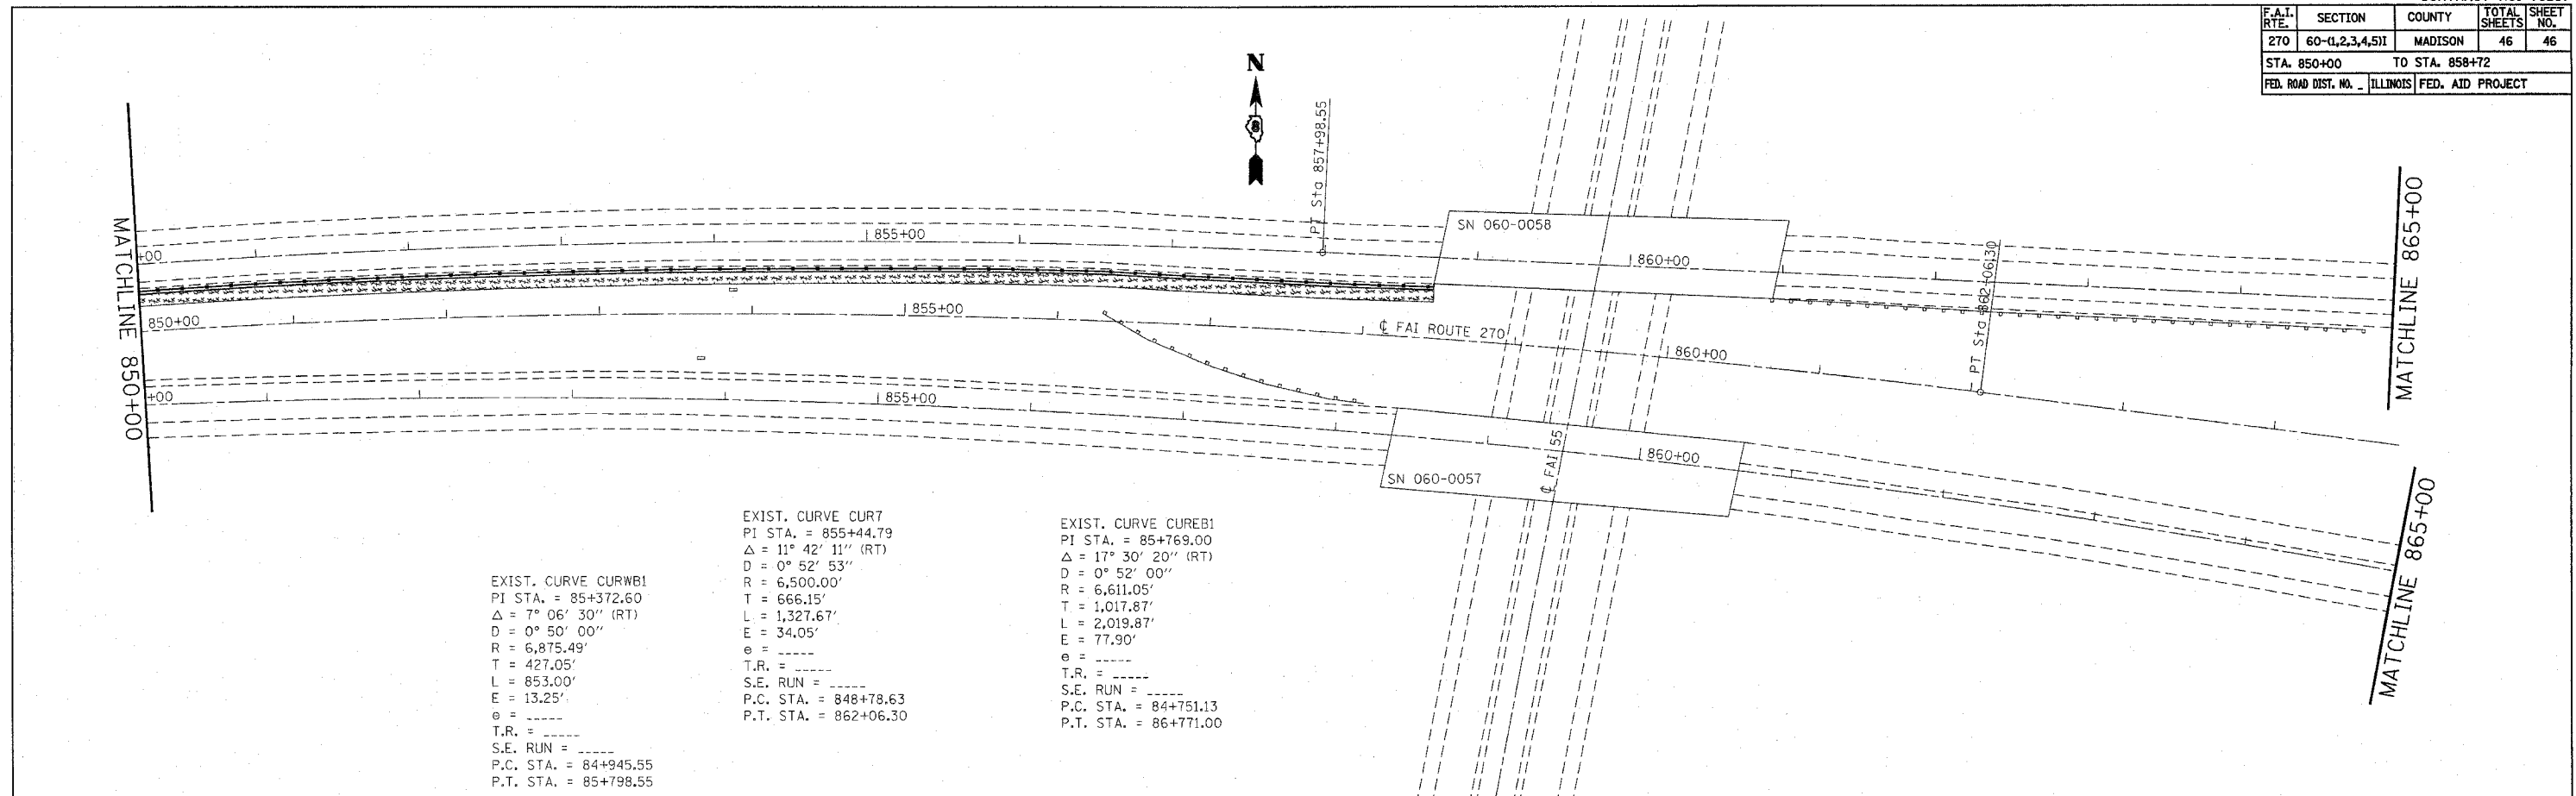 F.A.I. RTE. SECTION COUNTY TOTAL SHEETS SHEET NO.
270 60-(1,2,3,4,5)I MADISON 46 46
STA. 850+00 TO STA. 858+72
FED. ROAD DIST. NO. _ ILLINOIS FED. AID PROJECT
N
8
PT Sta 857+98.55
MATCHLINE 850+00
MATCHLINE 865+00
+00
855+00
SN 060-0058
860+00
850+00
855+00
℄ FAI ROUTE 270
860+00
PT Sta 862+06.30
+00
855+00
860+00
SN 060-0057
℄ FAI 55
MATCHLINE 865+00
EXIST. CURVE CURWB1
PI STA. = 85+372.60
Δ = 7° 06' 30'' (RT)
D = 0° 50' 00''
R = 6,875.49'
T = 427.05'
L = 853.00'
E = 13.25'
e = _____
T.R. = _____
S.E. RUN = _____
P.C. STA. = 84+945.55
P.T. STA. = 85+798.55
EXIST. CURVE CUR7
PI STA. = 855+44.79
Δ = 11° 42' 11'' (RT)
D = 0° 52' 53''
R = 6,500.00'
T = 666.15'
L = 1,327.67'
E = 34.05'
e = _____
T.R. = _____
S.E. RUN = _____
P.C. STA. = 848+78.63
P.T. STA. = 862+06.30
EXIST. CURVE CUREB1
PI STA. = 85+769.00
Δ = 17° 30' 20'' (RT)
D = 0° 52' 00''
R = 6,611.05'
T = 1,017.87'
L = 2,019.87'
E = 77.90'
e = _____
T.R. = _____
S.E. RUN = _____
P.C. STA. = 84+751.13
P.T. STA. = 86+771.00